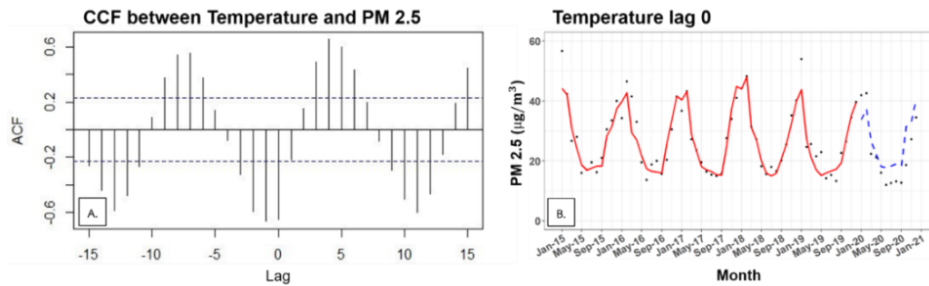 CCF between Temperature and PM 2.5
ACF
0.6
0.2
-0.2
-0.6
A.
-15
-10
-5
0
5
10
15
Lag
Temperature lag 0
PM 2.5 (μg/m³)
60
40
20
0
B.
Jan-15
May-15
Sep-15
Jan-16
May-16
Sep-16
Jan-17
May-17
Sep-17
Jan-18
May-18
Sep-18
Jan-19
May-19
Sep-19
Jan-20
May-20
Sep-20
Jan-21
Month